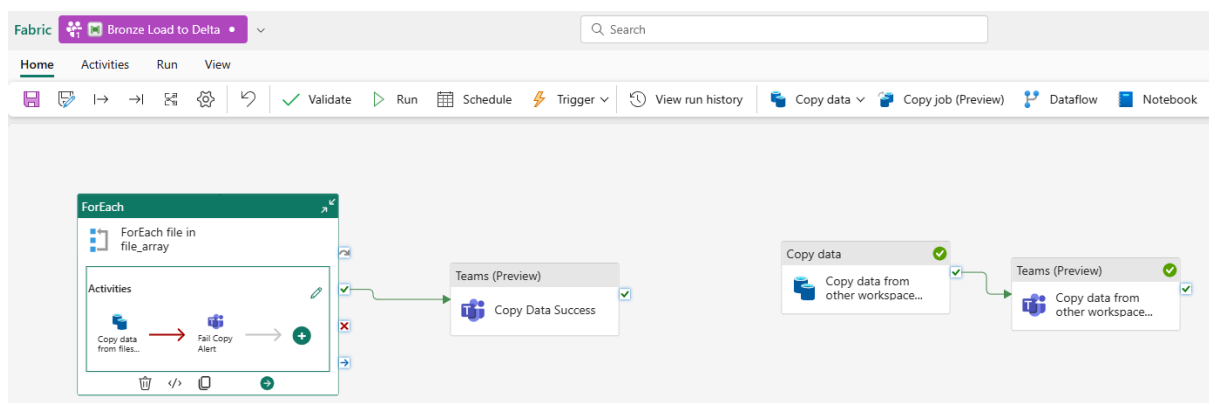 Fabric
Bronze Load to Delta
Search
Home Activities Run View
Validate Run Schedule Trigger View run history Copy data Copy job (Preview) Dataflow Notebook
ForEach
ForEach file in
file_array
Activities
Copy data
from files...
Fail Copy
Alert
Teams (Preview)
Copy Data Success
Copy data
Copy data from
other workspace...
Teams (Preview)
Copy data from
other workspace...